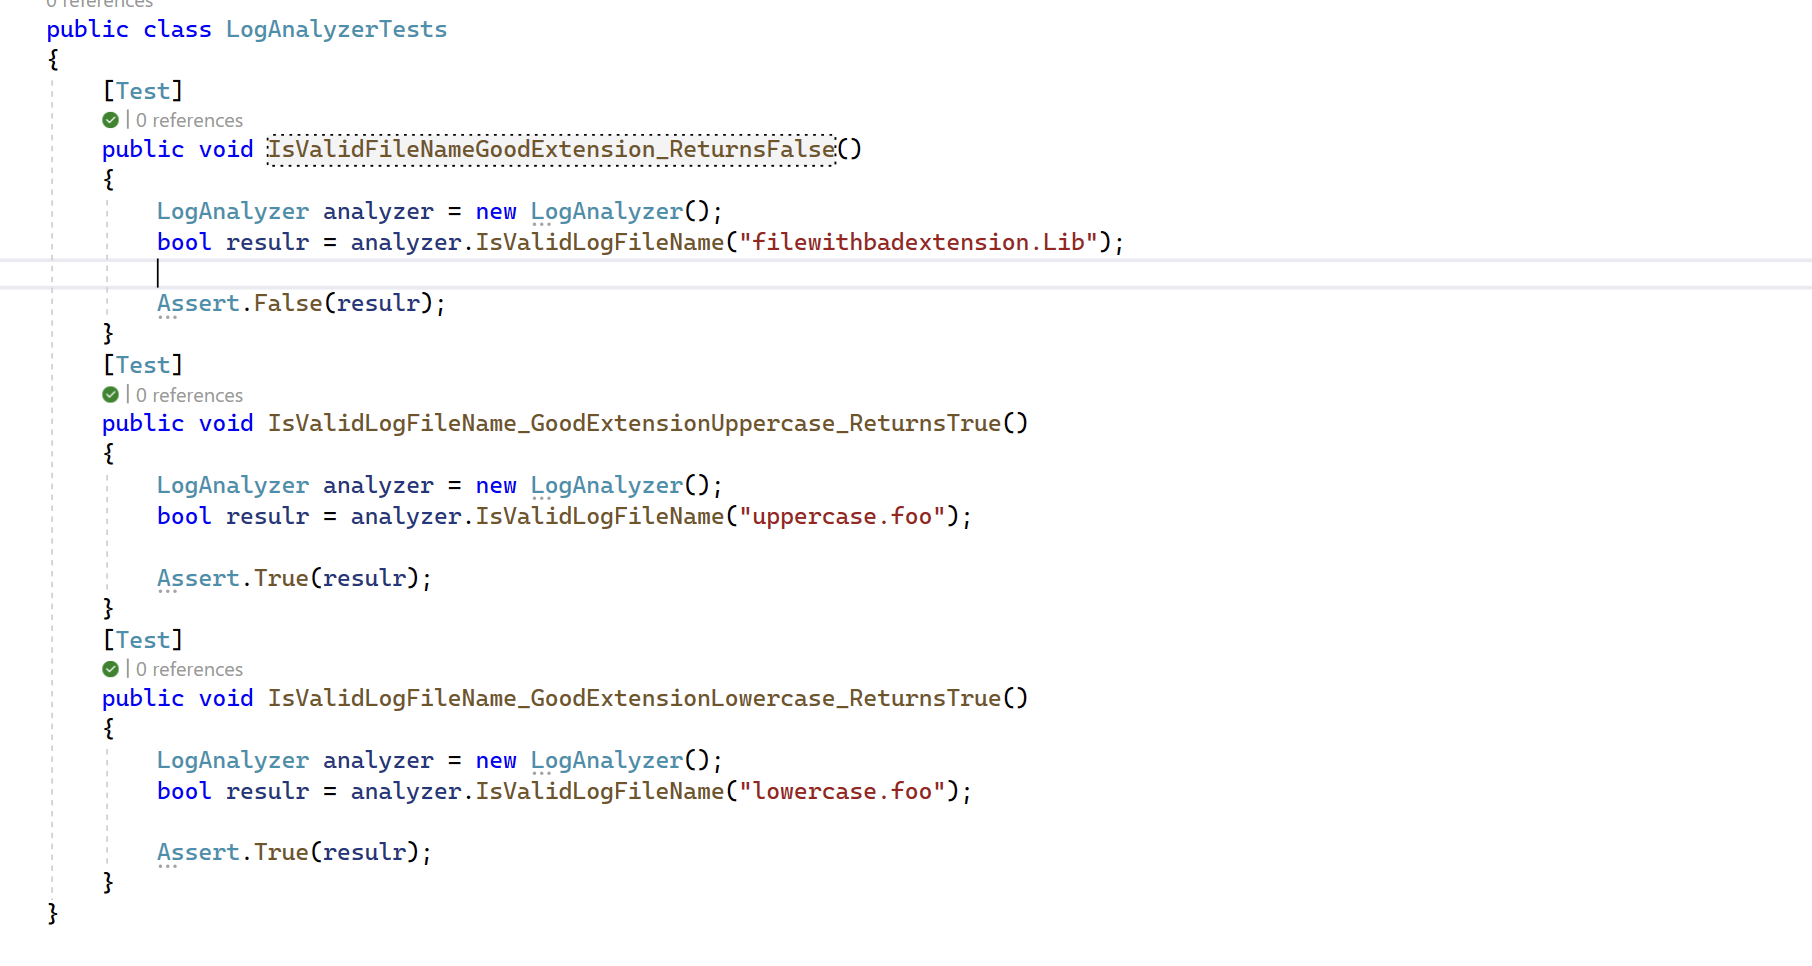 0 references
public class LogAnalyzerTests
{
[Test]
| 0 references
public void IsValidFileNameGoodExtension_ReturnsFalse()
{
LogAnalyzer analyzer = new LogAnalyzer();
bool resulr = analyzer.IsValidLogFileName("filewithbadextension.Lib");
Assert.False(resulr);
}
[Test]
| 0 references
public void IsValidLogFileName_GoodExtensionUppercase_ReturnsTrue()
{
LogAnalyzer analyzer = new LogAnalyzer();
bool resulr = analyzer.IsValidLogFileName("uppercase.foo");
Assert.True(resulr);
}
[Test]
| 0 references
public void IsValidLogFileName_GoodExtensionLowercase_ReturnsTrue()
{
LogAnalyzer analyzer = new LogAnalyzer();
bool resulr = analyzer.IsValidLogFileName("lowercase.foo");
Assert.True(resulr);
}
}